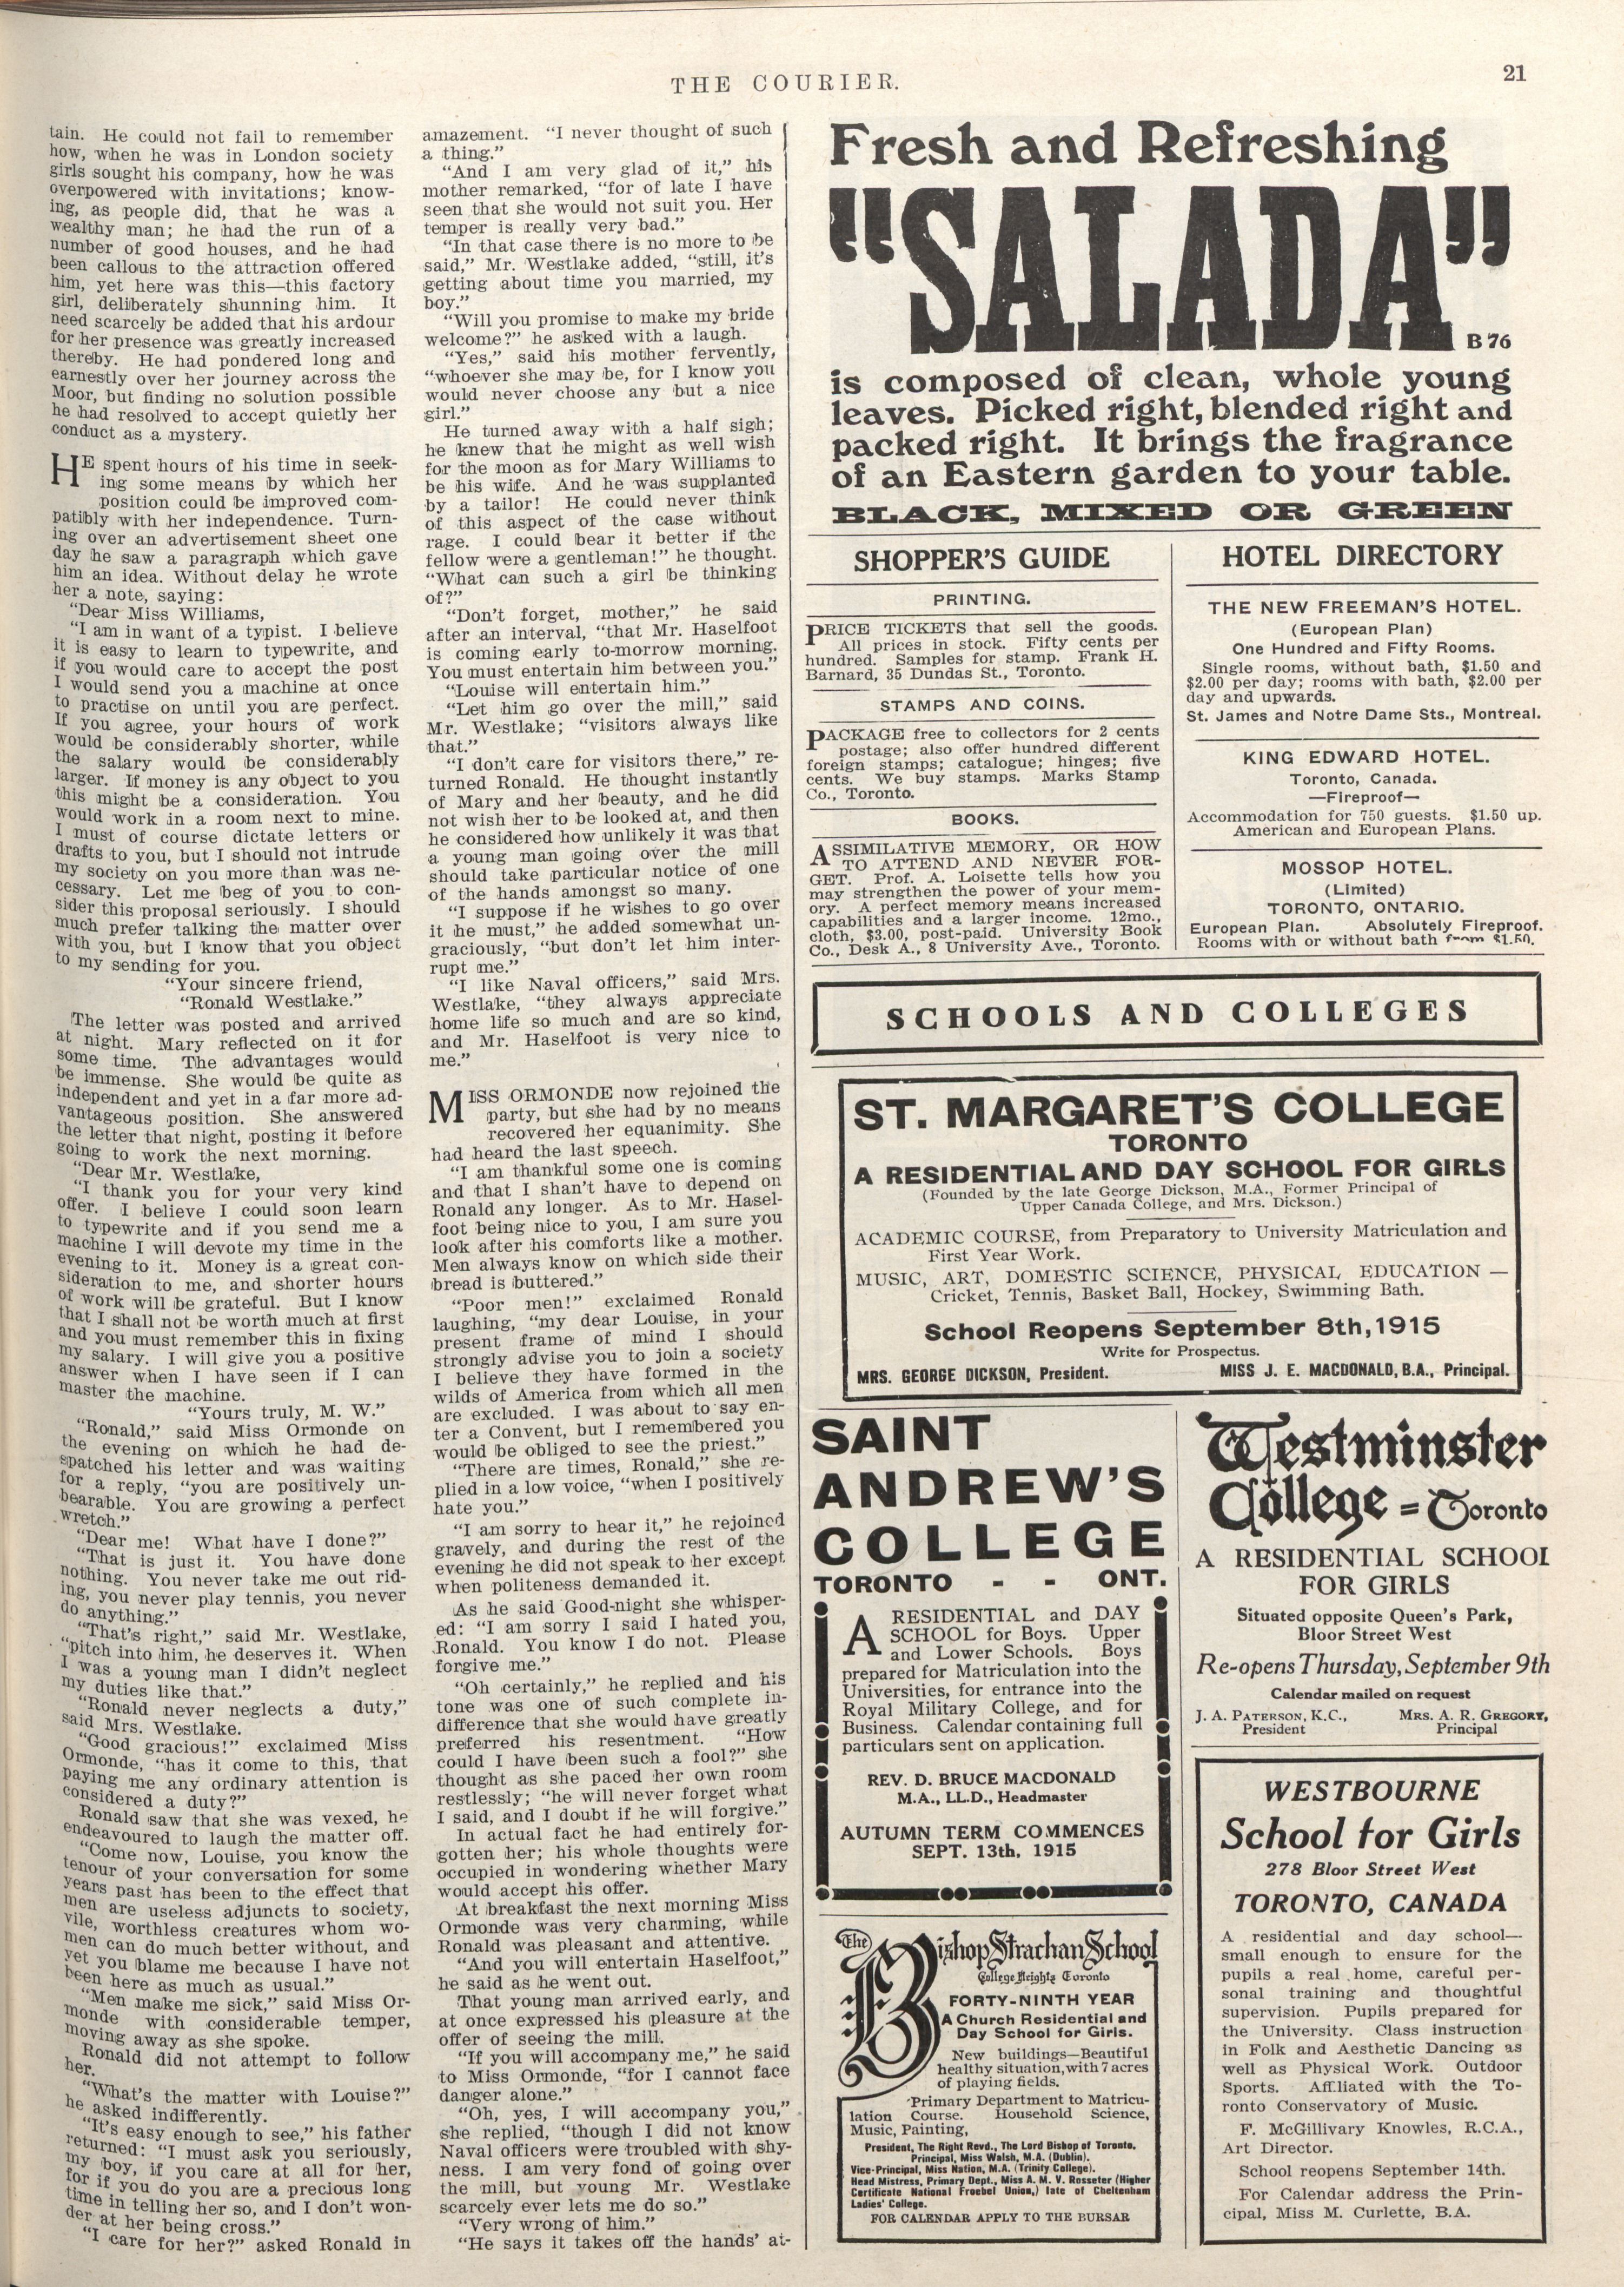 THE COURIER.
21
tain. He could not fail to remember
how, when he was in London society
girls sought his company, how he was
overpowered with invitations; know-
ing, as people did, that he was a
wealthy man; he had the run of a
number of good houses, and he had
been callous to the attraction offered
him, yet here was this—this factory
girl, deliberately shunning him. It
need scarcely be added that his ardour
for her presence was greatly increased
thereby. He had pondered long and
earnestly over her journey across the
Moor, but finding no solution possible
he had resolved to accept quietly her
conduct as a mystery.
HE spent hours of his time in seek-
ing some means by which her
position could be improved com-
patibly with her independence. Turn-
ing over an advertisement sheet one
day he saw a paragraph which gave
him an idea. Without delay he wrote
her a note, saying:
"Dear Miss Williams,
"I am in want of a typist. I believe
it is easy to learn to typewrite, and
if you would care to accept the post
I would send you a machine at once
to practise on until you are perfect.
If you agree, your hours of work
would be considerably shorter, while
the salary would be considerably
larger. If money is any object to you
this might be a consideration. You
would work in a room next to mine.
I must of course dictate letters or
drafts to you, but I should not intrude
my society on you more than was ne-
cessary. Let me beg of you to con-
sider this proposal seriously. I should
much prefer talking the matter over
with you, but I know that you object
to my sending for you.
"Your sincere friend,
"Ronald Westlake."
The letter was posted and arrived
at night. Mary reflected on it for
some time. The advantages would
be immense. She would be quite as
independent and yet in a far more ad-
vantageous position. She answered
the letter that night, posting it before
going to work the next morning.
"Dear Mr. Westlake,
"I thank you for your very kind
offer. I believe I could soon learn
to typewrite and if you send me a
machine I will devote my time in the
evening to it. Money is a great con-
sideration to me, and shorter hours
of work will be grateful. But I know
that I shall not be worth much at first
and you must remember this in fixing
my salary. I will give you a positive
answer when I have seen if I can
master the machine.
"Yours truly, M. W."
"Ronald," said Miss Ormonde on
the evening on which he had de-
spatched his letter and was waiting
for a reply, "you are positively un-
bearable. You are growing a perfect
wretch."
"Dear me! What have I done?"
"That is just it. You have done
nothing. You never take me out rid-
ing, you never play tennis, you never
do anything."
"That's right," said Mr. Westlake,
"pitch into him, he deserves it. When
I was a young man I didn't neglect
my duties like that."
"Ronald never neglects a duty,"
said Mrs. Westlake.
"Good gracious!" exclaimed Miss
Ormonde, "has it come to this, that
paying me any ordinary attention is
considered a duty?"
Ronald saw that she was vexed, he
endeavoured to laugh the matter off.
"Come now, Louise, you know the
tenour of your conversation for some
years past has been to the effect that
men are useless adjuncts to society,
vile, worthless creatures whom wo-
men can do much better without, and
yet you blame me because I have not
been here as much as usual."
"Men make me sick," said Miss Or-
monde with considerable temper,
moving away as she spoke.
Ronald did not attempt to follow
her.
"What's the matter with Louise?"
he asked indifferently.
"It's easy enough to see," his father
returned: "I must ask you seriously,
my boy, if you care at all for her,
for if you do you are a precious long
time in telling her so, and I don't won-
der at her being cross."
"I care for her?" asked Ronald in
amazement. "I never thought of such
a thing."
"And I am very glad of it," his
mother remarked, "for of late I have
seen that she would not suit you. Her
temper is really very bad."
"In that case there is no more to be
said," Mr. Westlake added, "still, it's
getting about time you married, my
boy."
"Will you promise to make my bride
welcome?" he asked with a laugh.
"Yes," said his mother fervently,
"whoever she may be, for I know you
would never choose any but a nice
girl."
He turned away with a half sigh;
he knew that he might as well wish
for the moon as for Mary Williams to
be his wife. And he was supplanted
by a tailor! He could never think
of this aspect of the case without
rage. I could bear it better if the
fellow were a gentleman!" he thought.
"What can such a girl be thinking
of?"
"Don't forget, mother," he said
after an interval, "that Mr. Haselfoot
is coming early to-morrow morning.
You must entertain him between you."
"Louise will entertain him."
"Let him go over the mill," said
Mr. Westlake; "visitors always like
that."
"I don't care for visitors there," re-
turned Ronald. He thought instantly
of Mary and her beauty, and he did
not wish her to be looked at, and then
he considered how unlikely it was that
a young man going over the mill
should take particular notice of one
of the hands amongst so many.
"I suppose if he wishes to go over
it he must," he added somewhat un-
graciously, "but don't let him inter-
rupt me."
"I like Naval officers," said Mrs.
Westlake, "they always appreciate
home life so much and are so kind,
and Mr. Haselfoot is very nice to
me."
MISS ORMONDE now rejoined the
party, but she had by no means
recovered her equanimity. She
had heard the last speech.
"I am thankful some one is coming
and that I shan't have to depend on
Ronald any longer. As to Mr. Hasel-
foot being nice to you, I am sure you
look after his comforts like a mother.
Men always know on which side their
bread is buttered."
"Poor men!" exclaimed Ronald
laughing, "my dear Louise, in your
present frame of mind I should
strongly advise you to join a society
I believe they have formed in the
wilds of America from which all men
are excluded. I was about to say en-
ter a Convent, but I remembered you
would be obliged to see the priest."
"There are times, Ronald," she re-
plied in a low voice, "when I positively
hate you."
"I am sorry to hear it," he rejoined
gravely, and during the rest of the
evening he did not speak to her except
when politeness demanded it.
As he said Good-night she whisper-
ed: "I am sorry I said I hated you,
Ronald. You know I do not. Please
forgive me."
"Oh certainly," he replied and his
tone was one of such complete in-
difference that she would have greatly
preferred his resentment. "How
could I have been such a fool?" she
thought as she paced her own room
restlessly; "he will never forget what
I said, and I doubt if he will forgive."
In actual fact he had entirely for-
gotten her; his whole thoughts were
occupied in wondering whether Mary
would accept his offer.
At breakfast the next morning Miss
Ormonde was very charming, while
Ronald was pleasant and attentive.
"And you will entertain Haselfoot,"
he said as he went out.
That young man arrived early, and
at once expressed his pleasure at the
offer of seeing the mill.
"If you will accompany me," he said
to Miss Ormonde, "for I cannot face
danger alone."
"Oh, yes, I will accompany you,"
she replied, "though I did not know
Naval officers were troubled with shy-
ness. I am very fond of going over
the mill, but young Mr. Westlake
scarcely ever lets me do so."
"Very wrong of him."
"He says it takes off the hands' at-
Fresh and Refreshing
"SALADA"
B 76
is composed of clean, whole young
leaves. Picked right, blended right and
packed right. It brings the fragrance
of an Eastern garden to your table.
BLACK, MIXED OR GREEN
SHOPPER'S GUIDE
PRINTING.
PRICE TICKETS that sell the goods.
All prices in stock. Fifty cents per
hundred. Samples for stamp. Frank H.
Barnard, 35 Dundas St., Toronto.
STAMPS AND COINS.
PACKAGE free to collectors for 2 cents
postage; also offer hundred different
foreign stamps; catalogue; hinges; five
cents. We buy stamps. Marks Stamp
Co., Toronto.
BOOKS.
ASSIMILATIVE MEMORY, OR HOW
TO ATTEND AND NEVER FOR-
GET. Prof. A. Loisette tells how you
may strengthen the power of your mem-
ory. A perfect memory means increased
capabilities and a larger income. 12mo.,
cloth, $3.00, post-paid. University Book
Co., Desk A., 8 University Ave., Toronto.
HOTEL DIRECTORY
THE NEW FREEMAN'S HOTEL.
(European Plan)
One Hundred and Fifty Rooms.
Single rooms, without bath, $1.50 and
$2.00 per day; rooms with bath, $2.00 per
day and upwards.
St. James and Notre Dame Sts., Montreal.
KING EDWARD HOTEL.
Toronto, Canada.
—Fireproof—
Accommodation for 750 guests. $1.50 up.
American and European Plans.
MOSSOP HOTEL.
(Limited)
TORONTO, ONTARIO.
European Plan. Absolutely Fireproof.
Rooms with or without bath from $1.50.
SCHOOLS AND COLLEGES
ST. MARGARET'S COLLEGE
TORONTO
A RESIDENTIAL AND DAY SCHOOL FOR GIRLS
(Founded by the late George Dickson, M.A., Former Principal of
Upper Canada College, and Mrs. Dickson.)
ACADEMIC COURSE, from Preparatory to University Matriculation and
First Year Work.
MUSIC, ART, DOMESTIC SCIENCE, PHYSICAL EDUCATION —
Cricket, Tennis, Basket Ball, Hockey, Swimming Bath.
School Reopens September 8th, 1915
Write for Prospectus.
MRS. GEORGE DICKSON, President. MISS J. E. MACDONALD, B.A., Principal.
SAINT
ANDREW'S
COLLEGE
TORONTO - - ONT.
A RESIDENTIAL and DAY
SCHOOL for Boys. Upper
and Lower Schools. Boys
prepared for Matriculation into the
Universities, for entrance into the
Royal Military College, and for
Business. Calendar containing full
particulars sent on application.
REV. D. BRUCE MACDONALD
M.A., LL.D., Headmaster
AUTUMN TERM COMMENCES
SEPT. 13th, 1915
The Bishop Strachan School
College Heights Toronto
FORTY-NINTH YEAR
A Church Residential and
Day School for Girls.
New buildings—Beautiful
healthy situation, with 7 acres
of playing fields.
Primary Department to Matricu-
lation Course. Household Science,
Music, Painting,
President, The Right Revd., The Lord Bishop of Toronto.
Principal, Miss Walsh, M.A. (Dublin).
Vice-Principal, Miss Nation, M.A. (Trinity College).
Head Mistress, Primary Dept., Miss A. M. V. Rosseter (Higher
Certificate National Froebel Union,) late of Cheltenham
Ladies' College.
FOR CALENDAR APPLY TO THE BURSAR
Westminster
College = Toronto
A RESIDENTIAL SCHOOL
FOR GIRLS
Situated opposite Queen's Park,
Bloor Street West
Re-opens Thursday, September 9th
Calendar mailed on request
J. A. PATERSON, K.C., MRS. A. R. GREGORY,
President Principal
WESTBOURNE
School for Girls
278 Bloor Street West
TORONTO, CANADA
A residential and day school—
small enough to ensure for the
pupils a real home, careful per-
sonal training and thoughtful
supervision. Pupils prepared for
the University. Class instruction
in Folk and Aesthetic Dancing as
well as Physical Work. Outdoor
Sports. Affiliated with the To-
ronto Conservatory of Music.
F. McGillivary Knowles, R.C.A.,
Art Director.
School reopens September 14th.
For Calendar address the Prin-
cipal, Miss M. Curlette, B.A.